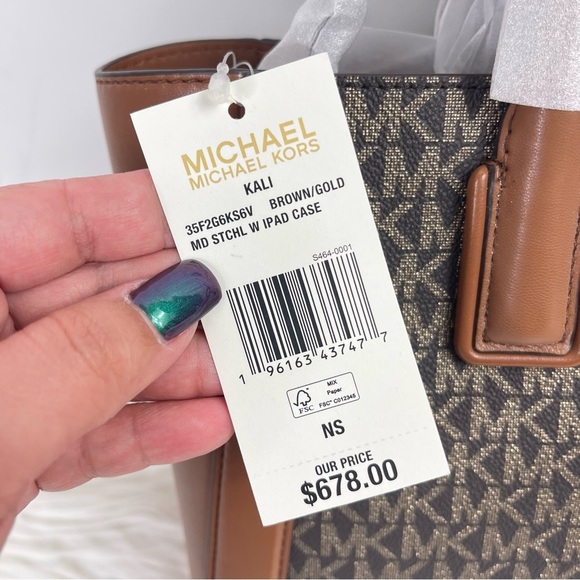 MICHAEL
MICHAEL KORS
KALI
35F2G6KS6V BROWN/GOLD
MD STCHL W IPAD CASE
S464-0001
1 96163 43747 7
FSC
MIX
Paper
FSC® C012345
NS
OUR PRICE
$678.00
MK